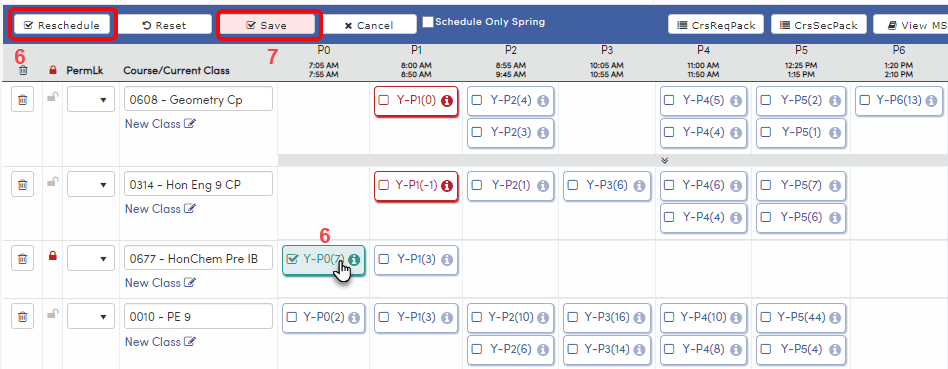 Reschedule Reset Save Cancel Schedule Only Spring CrsReqPack CrsSecPack View MS
6 7 P0 P1 P2 P3 P4 P5 P6
7:05 AM 8:00 AM 8:55 AM 10:05 AM 11:00 AM 12:25 PM 1:20 PM
PermLk Course/Current Class 7:55 AM 8:50 AM 9:45 AM 10:55 AM 11:50 AM 1:15 PM 2:10 PM
0608 - Geometry Cp Y-P1(0) Y-P2(4) Y-P4(5) Y-P5(2) Y-P6(13)
New Class Y-P2(3) Y-P4(4) Y-P5(1)
0314 - Hon Eng 9 CP Y-P1(-1) Y-P2(1) Y-P3(6) Y-P4(6) Y-P5(7)
New Class Y-P4(4) Y-P5(6)
6
0677 - HonChem Pre IB Y-P0(7) Y-P1(3)
New Class
0010 - PE 9 Y-P0(2) Y-P1(3) Y-P2(10) Y-P3(16) Y-P4(10) Y-P5(44)
New Class Y-P2(6) Y-P3(14) Y-P4(8) Y-P5(4)